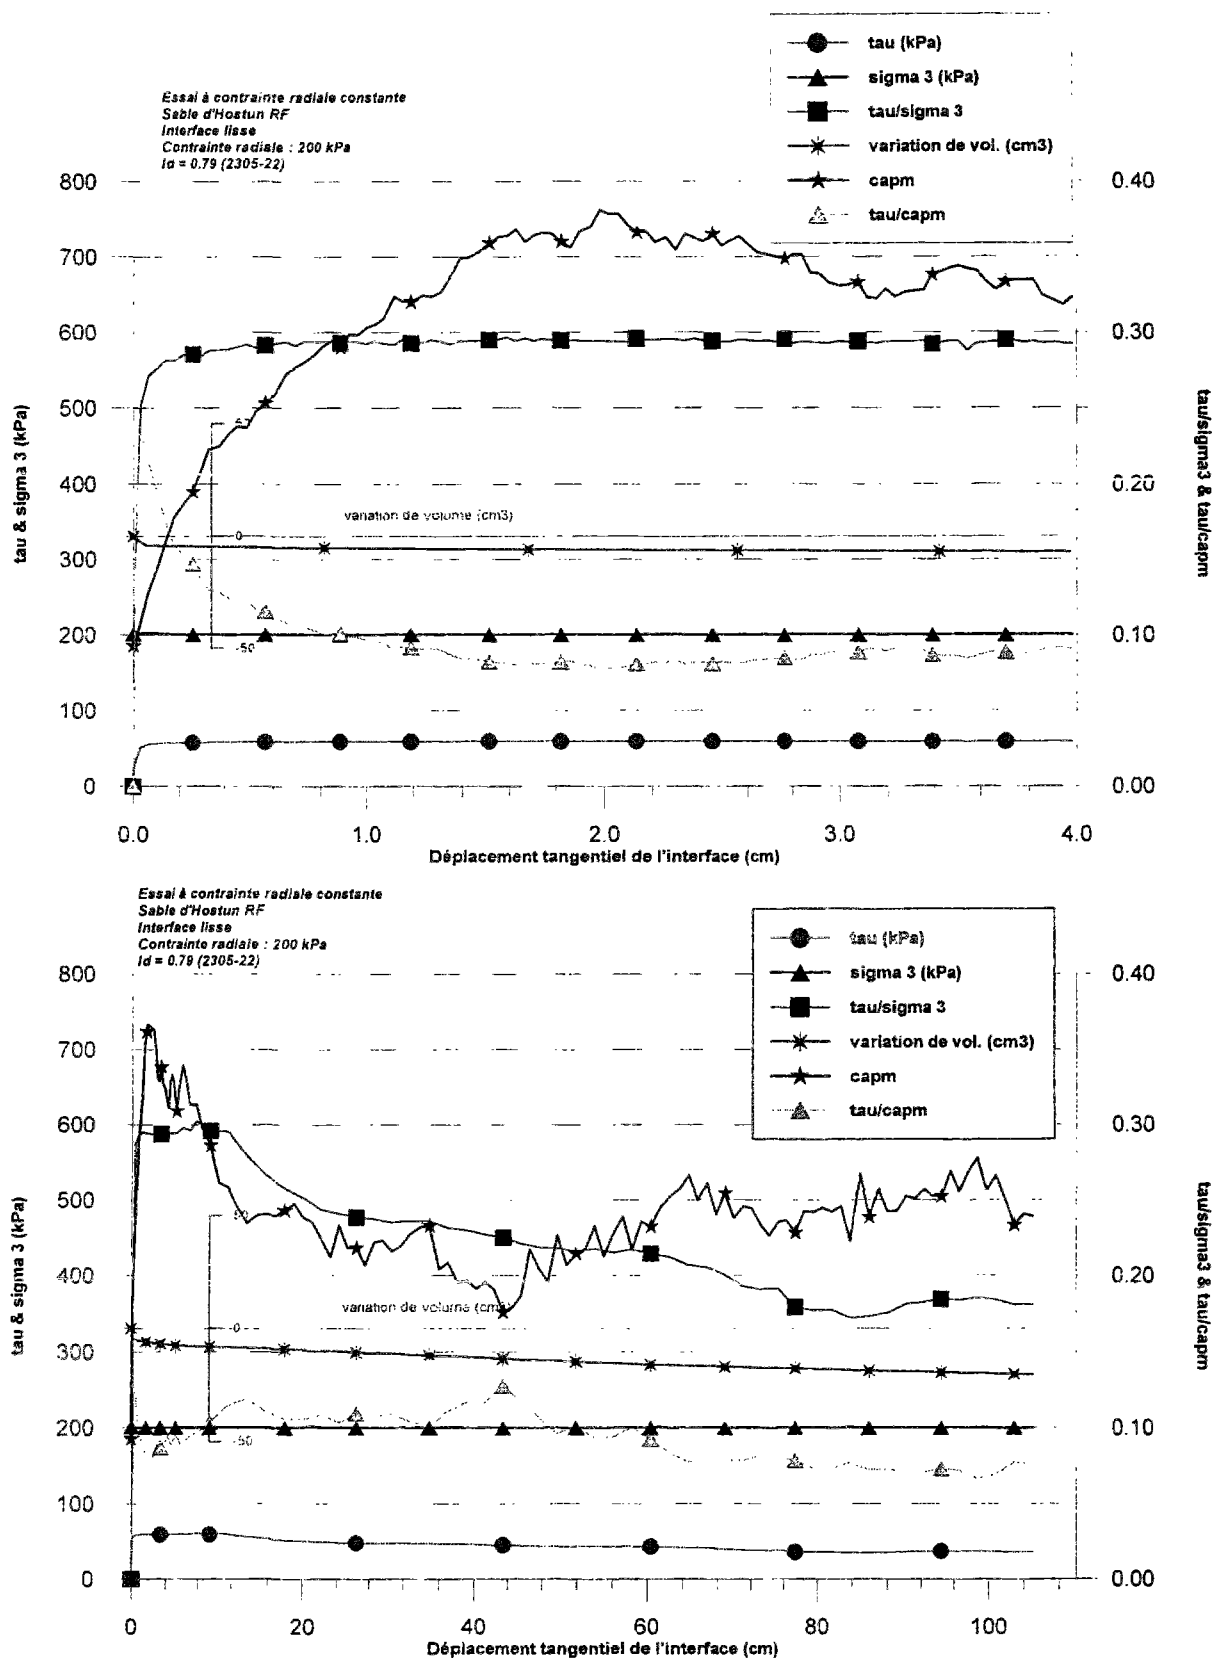 tau (kPa)
sigma 3 (kPa)
tau/sigma 3
variation de vol. (cm3)
capm
tau/capm
Essai à contrainte radiale constante
Sable d'Hostun RF
Interface lisse
Contrainte radiale : 200 kPa
Id = 0.79 (2305-22)
800
700
600
500
400
300
200
100
0
tau & sigma 3 (kPa)
0.40
0.30
0.20
0.10
0.00
tau/sigma3 & tau/capm
variation de volume (cm3)
0
-50
0.0
1.0
2.0
3.0
4.0
Déplacement tangentiel de l'interface (cm)
Essai à contrainte radiale constante
Sable d'Hostun RF
Interface lisse
Contrainte radiale : 200 kPa
Id = 0.79 (2305-22)
tau (kPa)
sigma 3 (kPa)
tau/sigma 3
variation de vol. (cm3)
capm
tau/capm
800
700
600
500
400
300
200
100
0
tau & sigma 3 (kPa)
0.40
0.30
0.20
0.10
0.00
tau/sigma3 & tau/capm
50
variation de volume (cm3)
0
-50
0
20
40
60
80
100
Déplacement tangentiel de l'interface (cm)